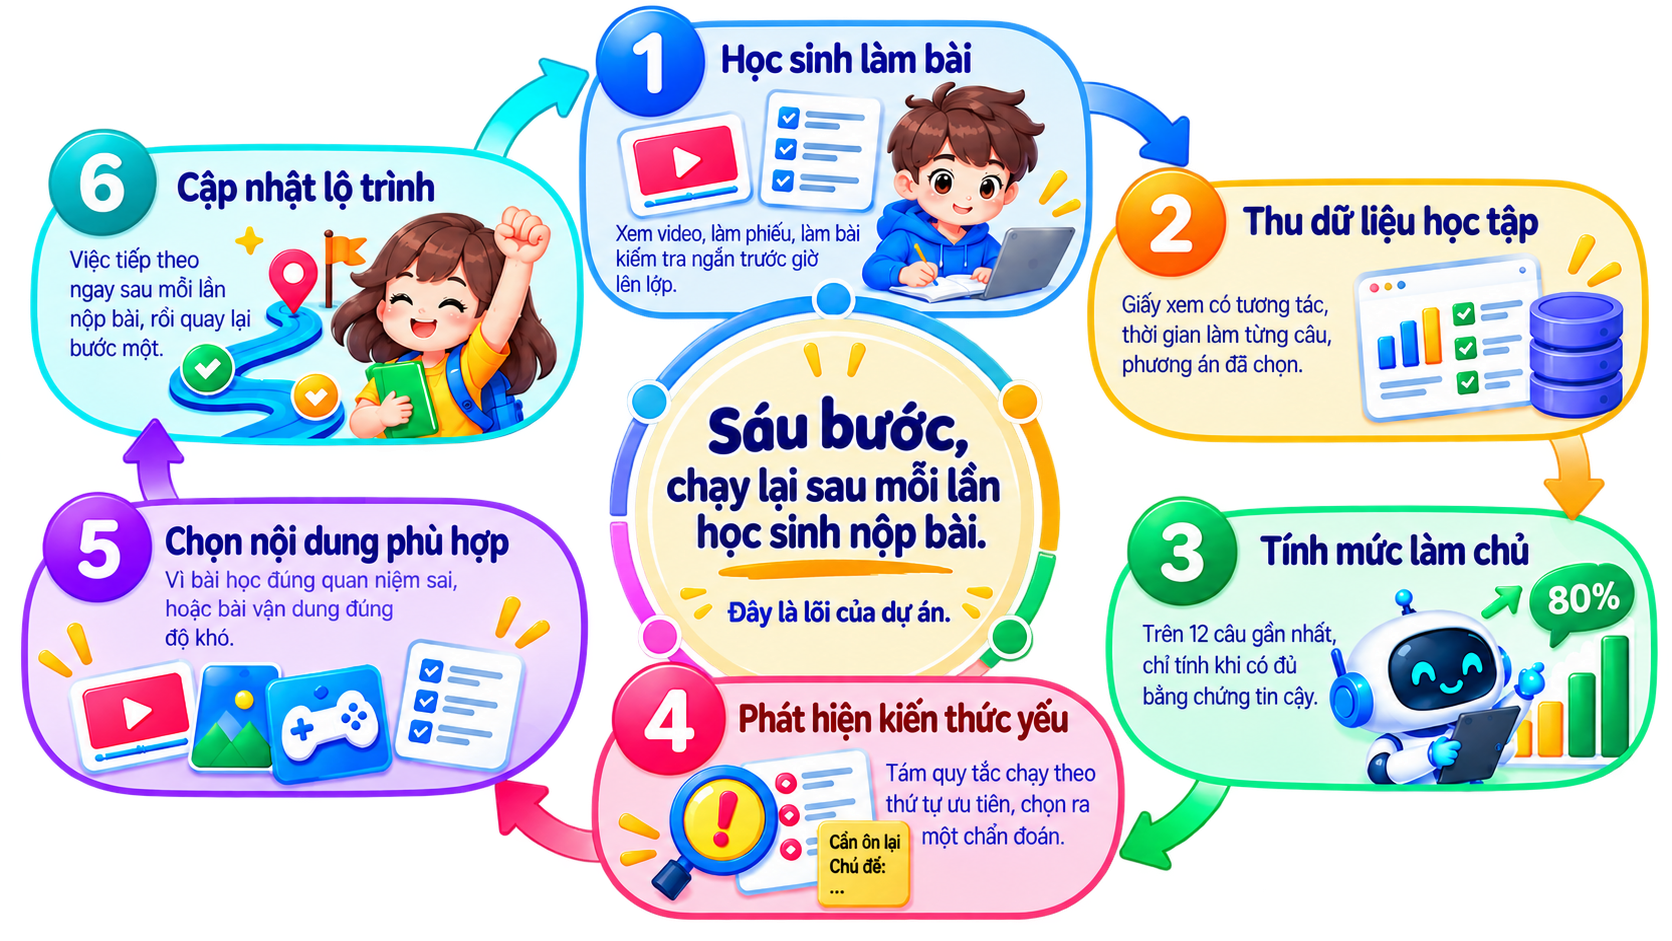 1
Học sinh làm bài
Xem video, làm phiếu, làm bài
kiểm tra ngắn trước giờ
lên lớp.
2
Thu dữ liệu học tập
Giấy xem có tương tác,
thời gian làm từng câu,
phương án đã chọn.
3
Tính mức làm chủ
80%
Trên 12 câu gần nhất,
chỉ tính khi có đủ
bằng chứng tin cậy.
4
Phát hiện kiến thức yếu
Tám quy tắc chạy theo
thứ tự ưu tiên, chọn ra
một chẩn đoán.
Cần ôn lại
Chủ đề:
...
5
Chọn nội dung phù hợp
Vì bài học đúng quan niệm sai,
hoặc bài vận dung đúng
độ khó.
6
Cập nhật lộ trình
Việc tiếp theo
ngay sau mỗi lần
nộp bài, rồi quay lại
bước một.
Sáu bước,
chạy lại sau mỗi lần
học sinh nộp bài.
Đây là lõi của dự án.